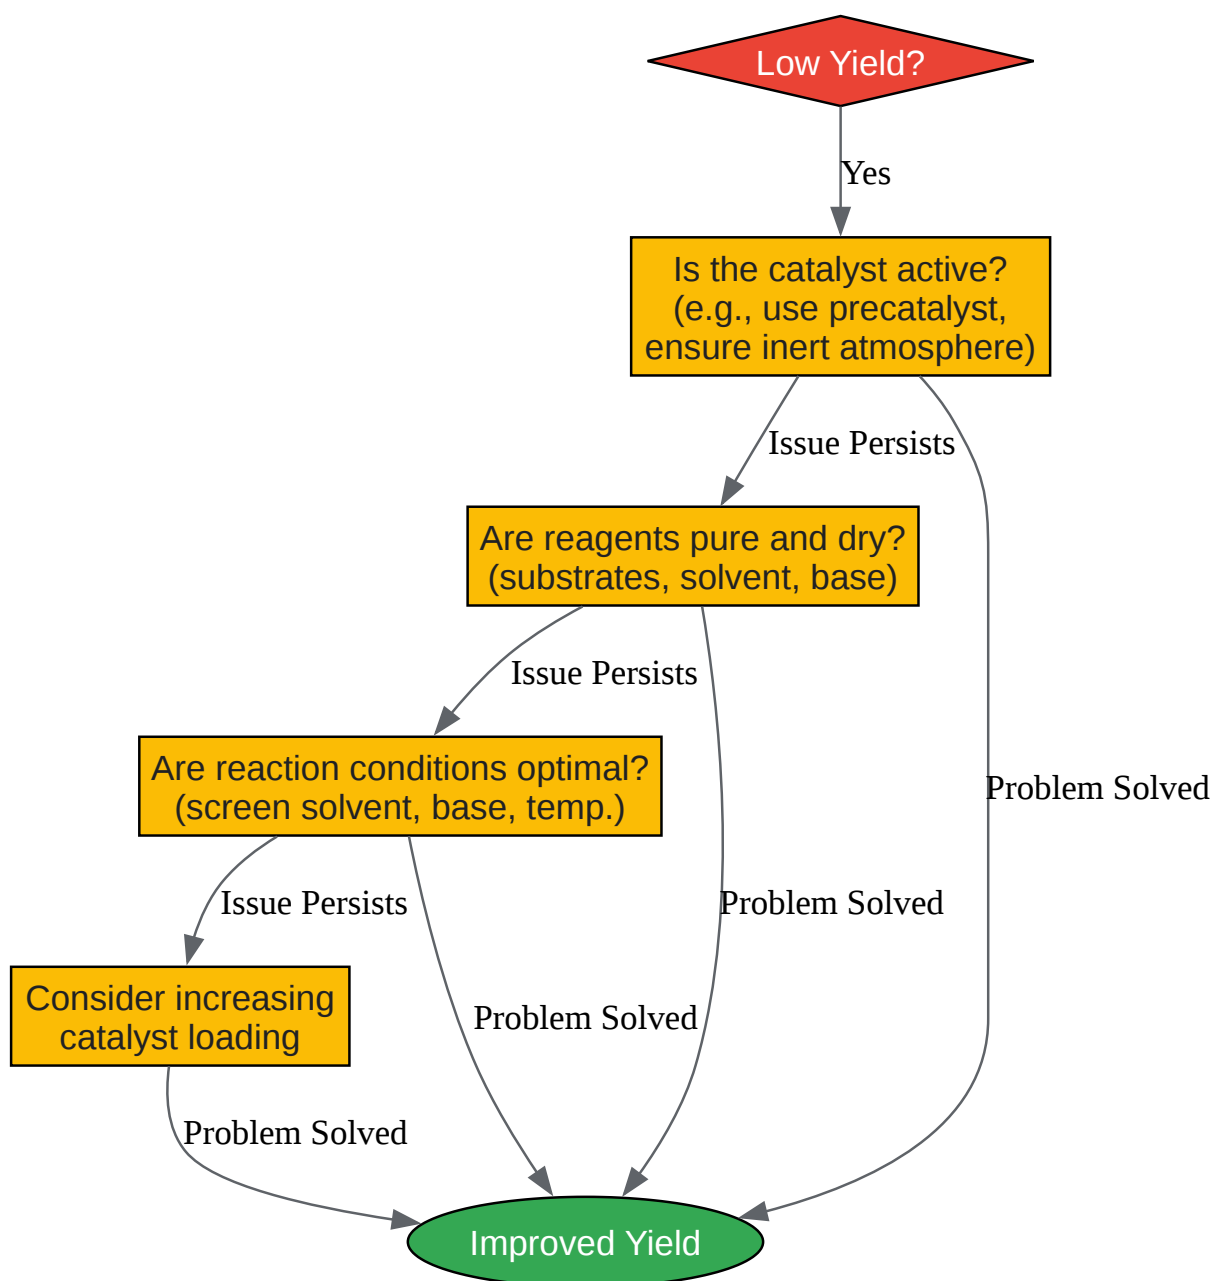 Low Yield?
Yes
Is the catalyst active?
(e.g., use precatalyst,
ensure inert atmosphere)
Issue Persists
Are reagents pure and dry?
(substrates, solvent, base)
Issue Persists
Are reaction conditions optimal?
(screen solvent, base, temp.)
Problem Solved
Issue Persists
Problem Solved
Consider increasing
catalyst loading
Problem Solved
Problem Solved
Improved Yield